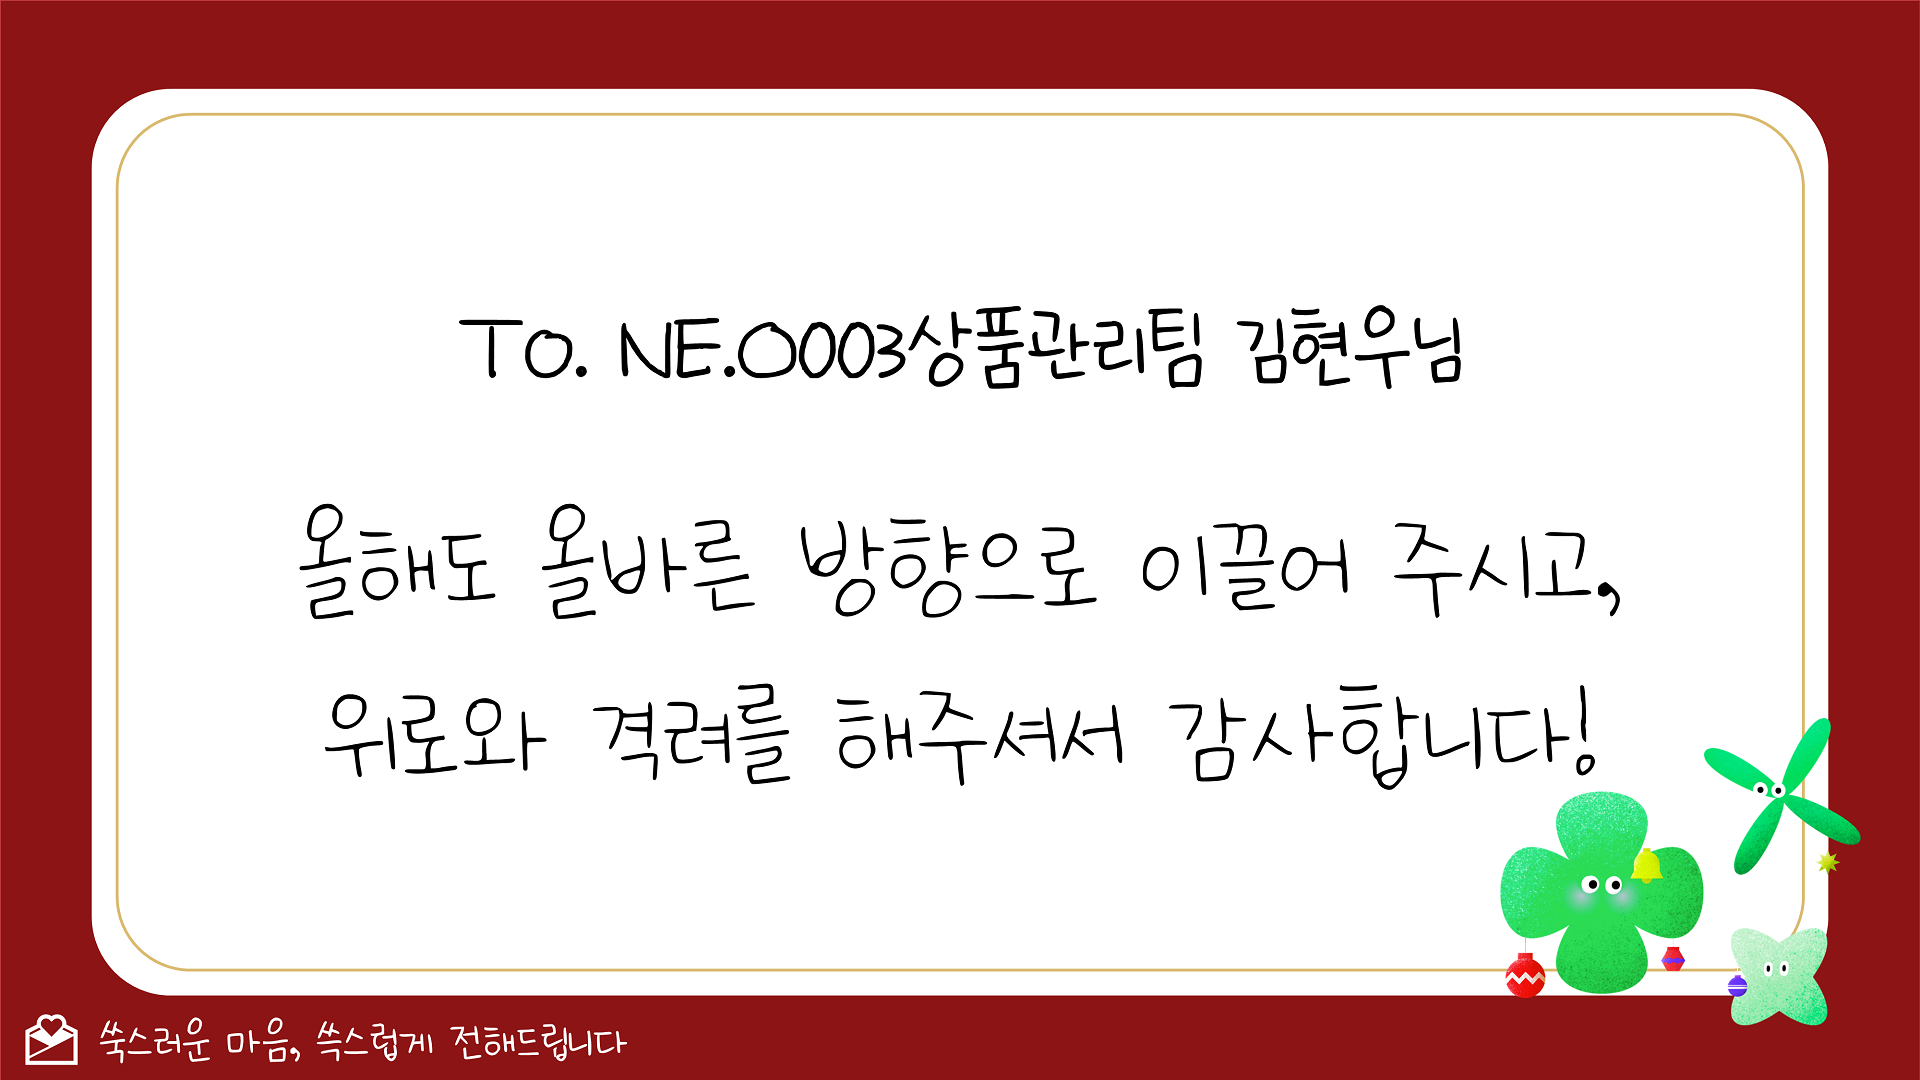 TO. NE.OOO3상품관리팀 김현우님
올해도 올바른 방향으로 이끌어 주시고,
위로와 격려를 해주셔서 감사합니다!
쑥스러운 마음, 쓱스럽게 전해드립니다